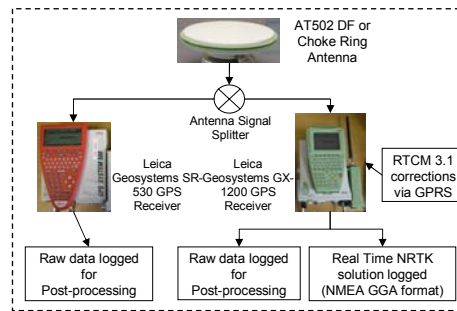 AT502 DF or
Choke Ring
Antenna
Antenna Signal
Splitter
Leica
Geosystems SR-
530 GPS
Receiver
Leica
Geosystems GX-
1200 GPS
Receiver
RTCM 3.1
corrections
via GPRS
Raw data logged
for
Post-processing
Raw data logged
for
Post-processing
Real Time NRTK
solution logged
(NMEA GGA format)